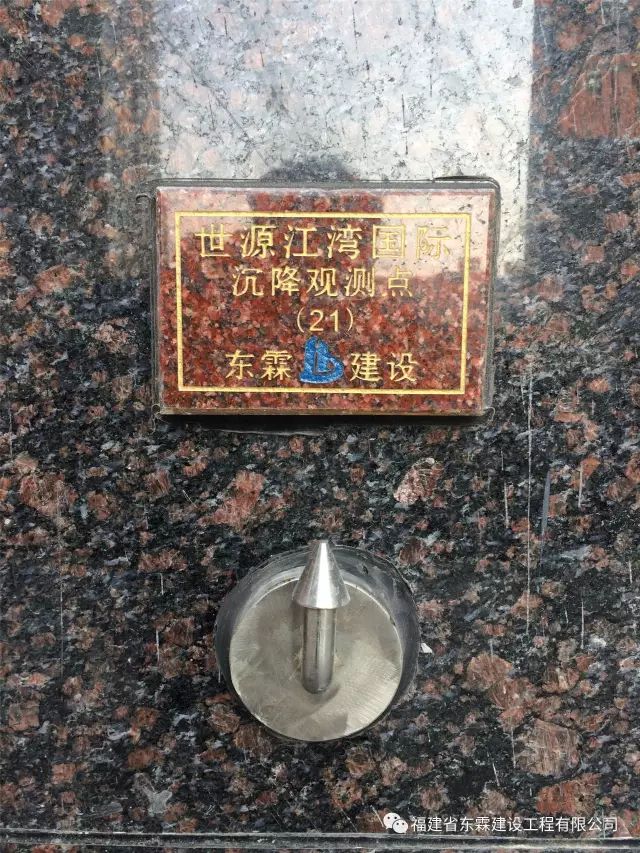 世源江湾国际
沉降观测点
(21)
东霖 建设
福建省东霖建设工程有限公司